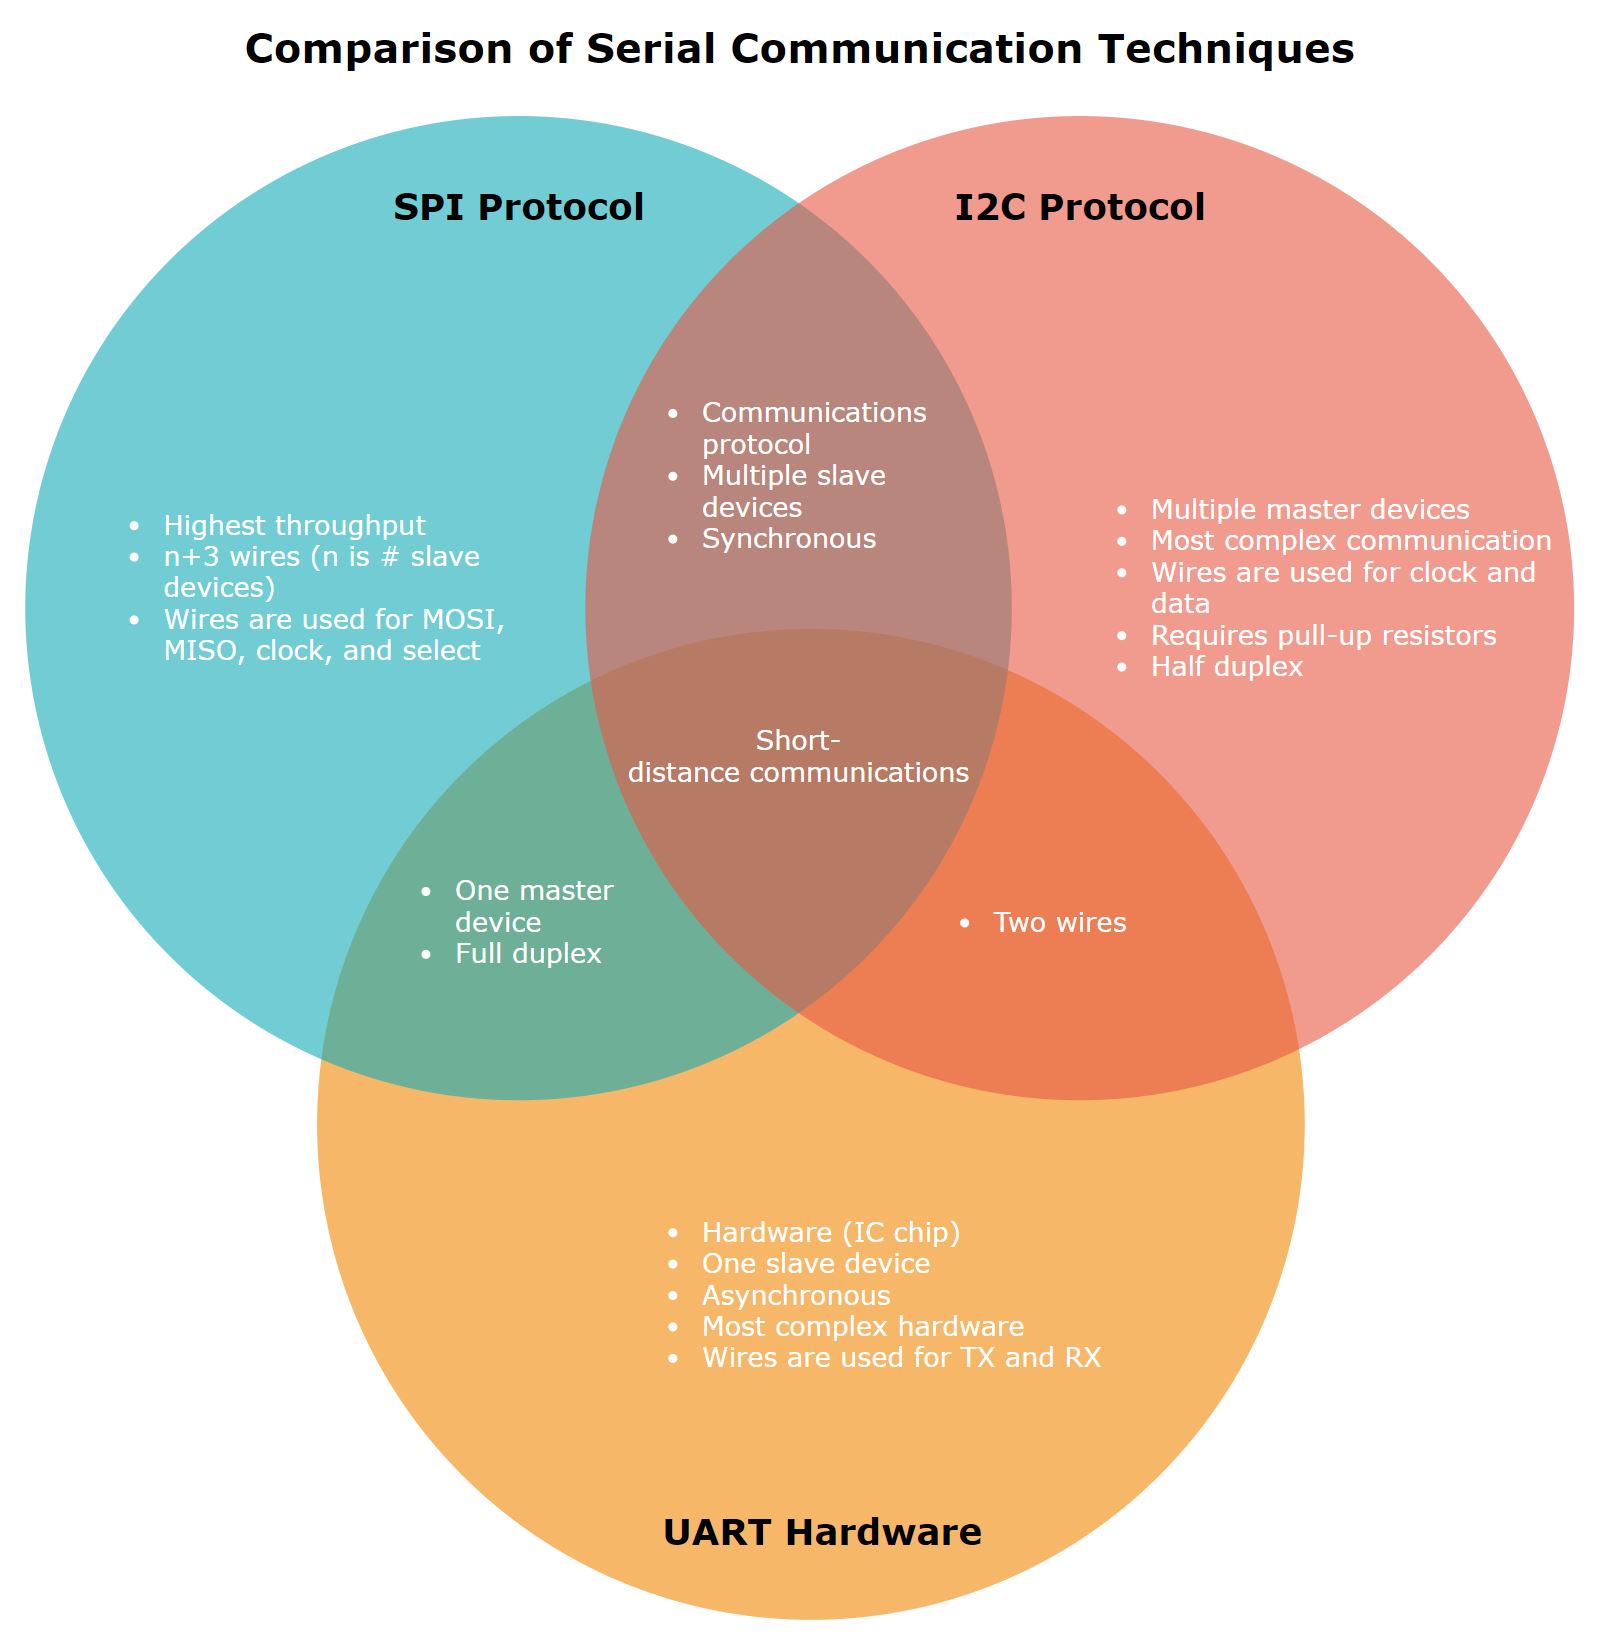 Comparison of Serial Communication Techniques
SPI Protocol
I2C Protocol
• Communications
protocol
• Multiple slave
devices
• Synchronous
• Highest throughput
• n+3 wires (n is # slave
devices)
• Wires are used for MOSI,
MISO, clock, and select
• Multiple master devices
• Most complex communication
• Wires are used for clock and
data
• Requires pull-up resistors
• Half duplex
Short-
distance communications
• One master
device
• Full duplex
• Two wires
• Hardware (IC chip)
• One slave device
• Asynchronous
• Most complex hardware
• Wires are used for TX and RX
UART Hardware